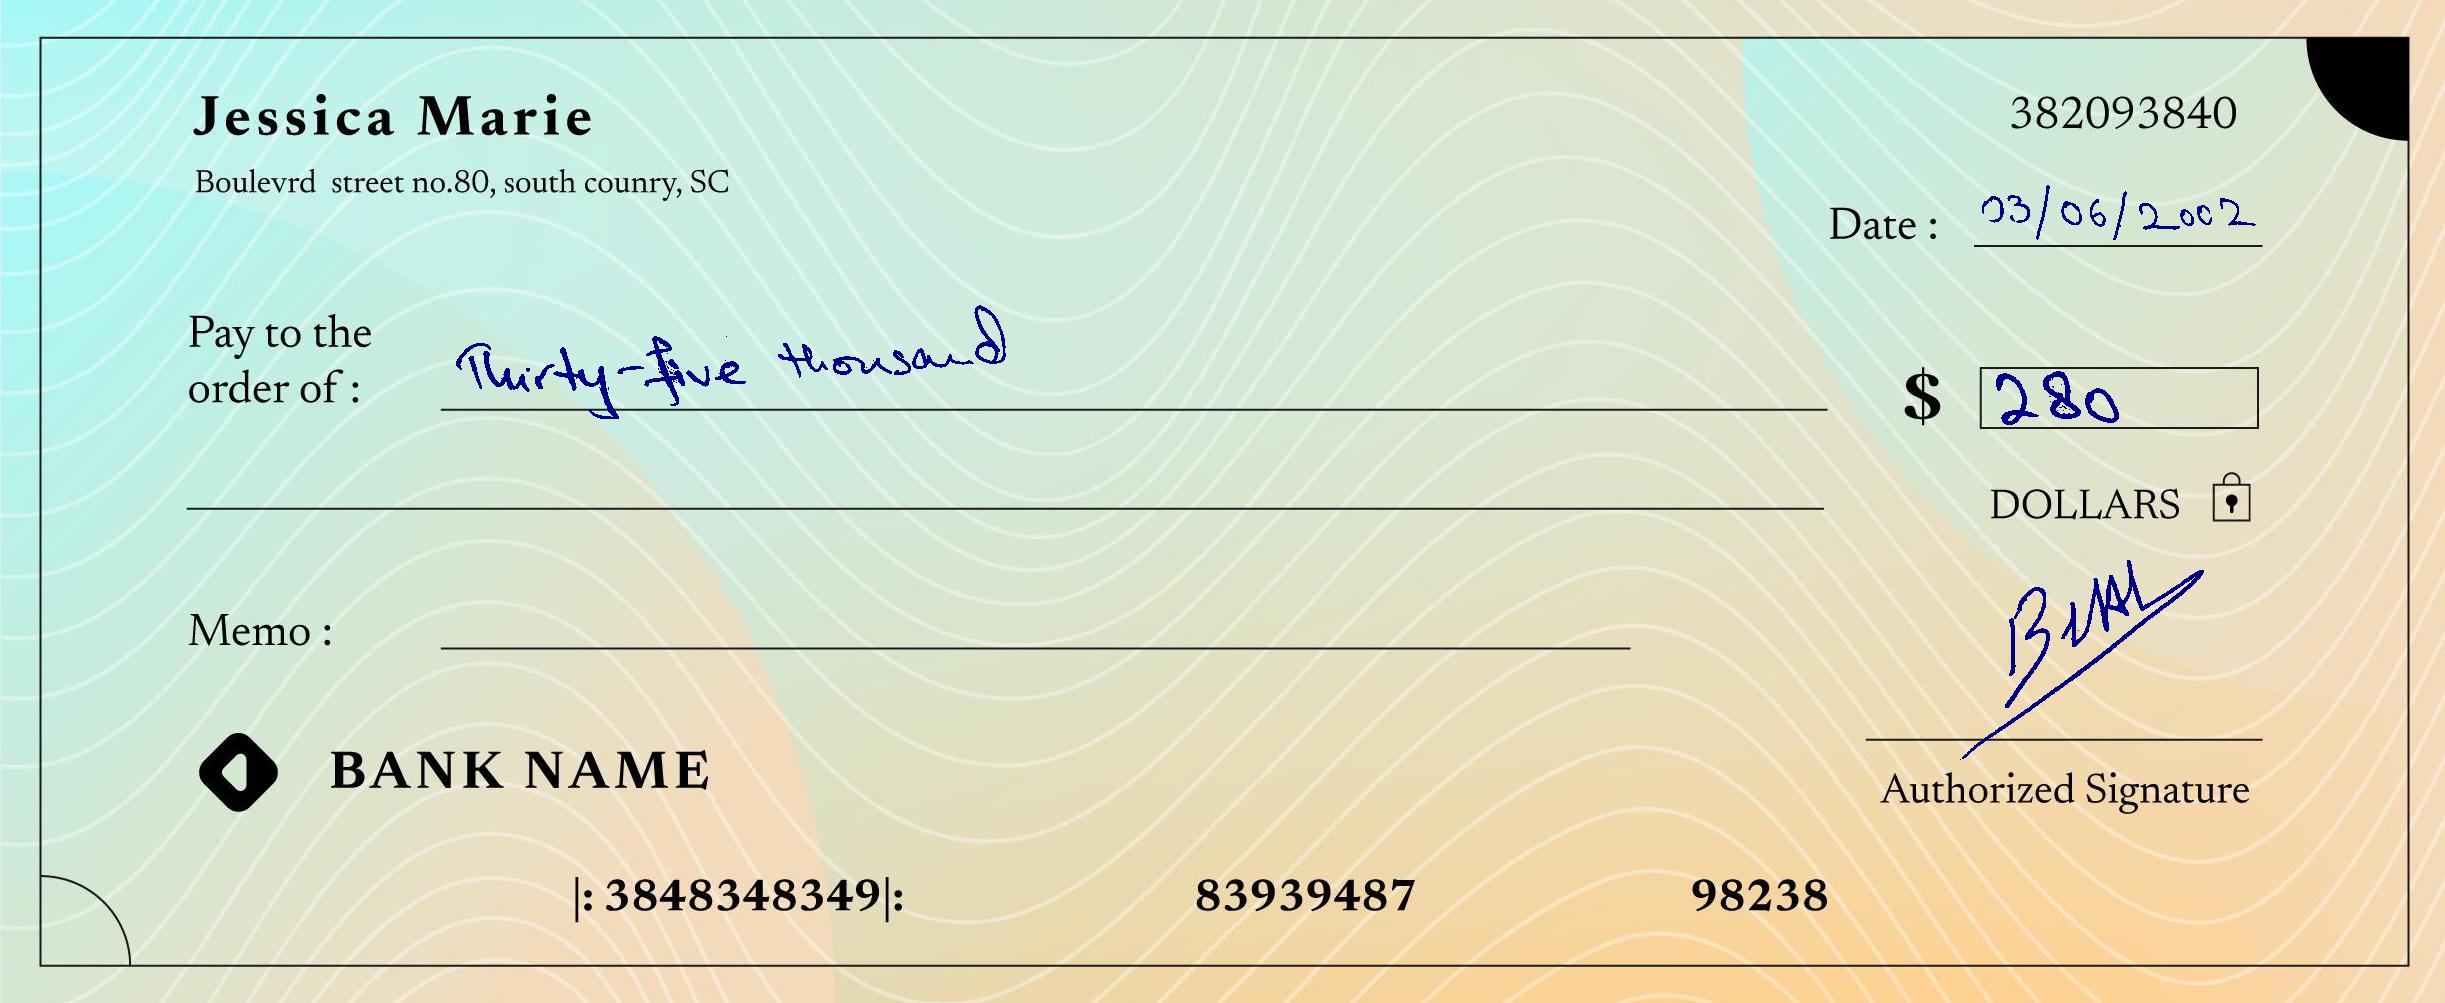 Jessica Marie
382093840
Boulevrd street no.80, south counry, SC
Date : 03/06/2002
Pay to the
order of : Thirty-five thousand
$ 280
DOLLARS
Memo :
BILAL
BANK NAME
Authorized Signature
|: 3848348349|: 83939487 98238